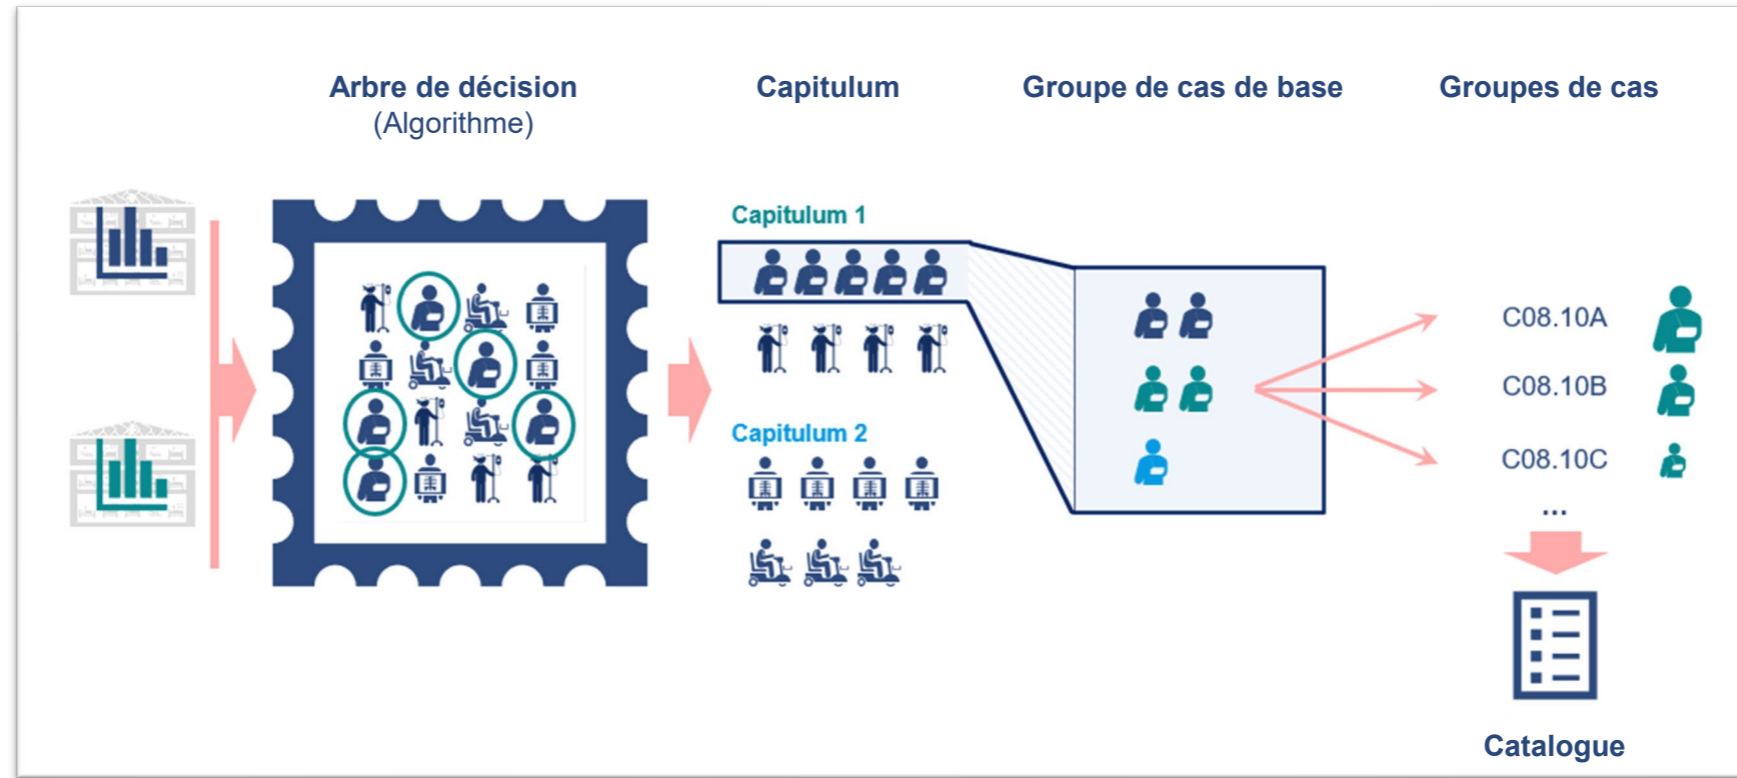 Arbre de décision
(Algorithme)
Capitulum
Groupe de cas de base
Groupes de cas
Capitulum 1
Capitulum 2
C08.10A
C08.10B
C08.10C
...
Catalogue